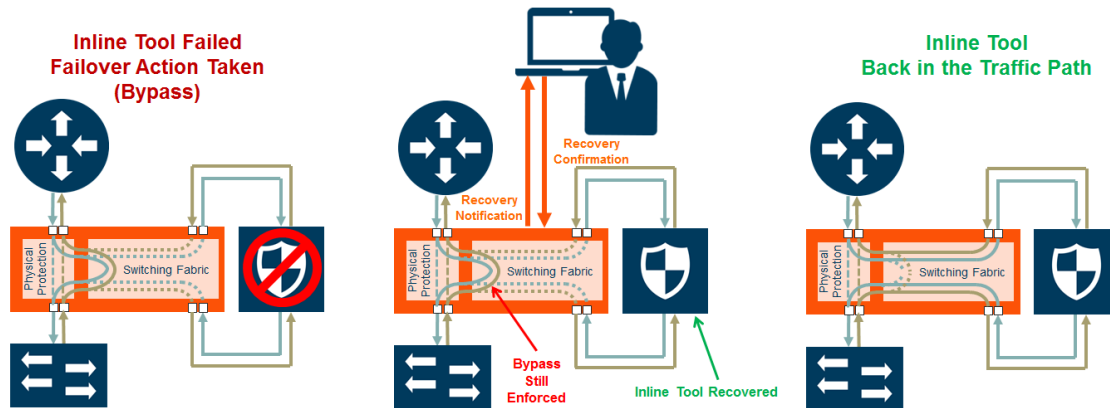 Inline Tool Failed
Failover Action Taken
(Bypass)
Physical
Protection
Switching Fabric
Recovery
Confirmation
Recovery
Notification
Physical
Protection
Switching Fabric
Bypass
Still
Enforced
Inline Tool Recovered
Inline Tool
Back in the Traffic Path
Physical
Protection
Switching Fabric